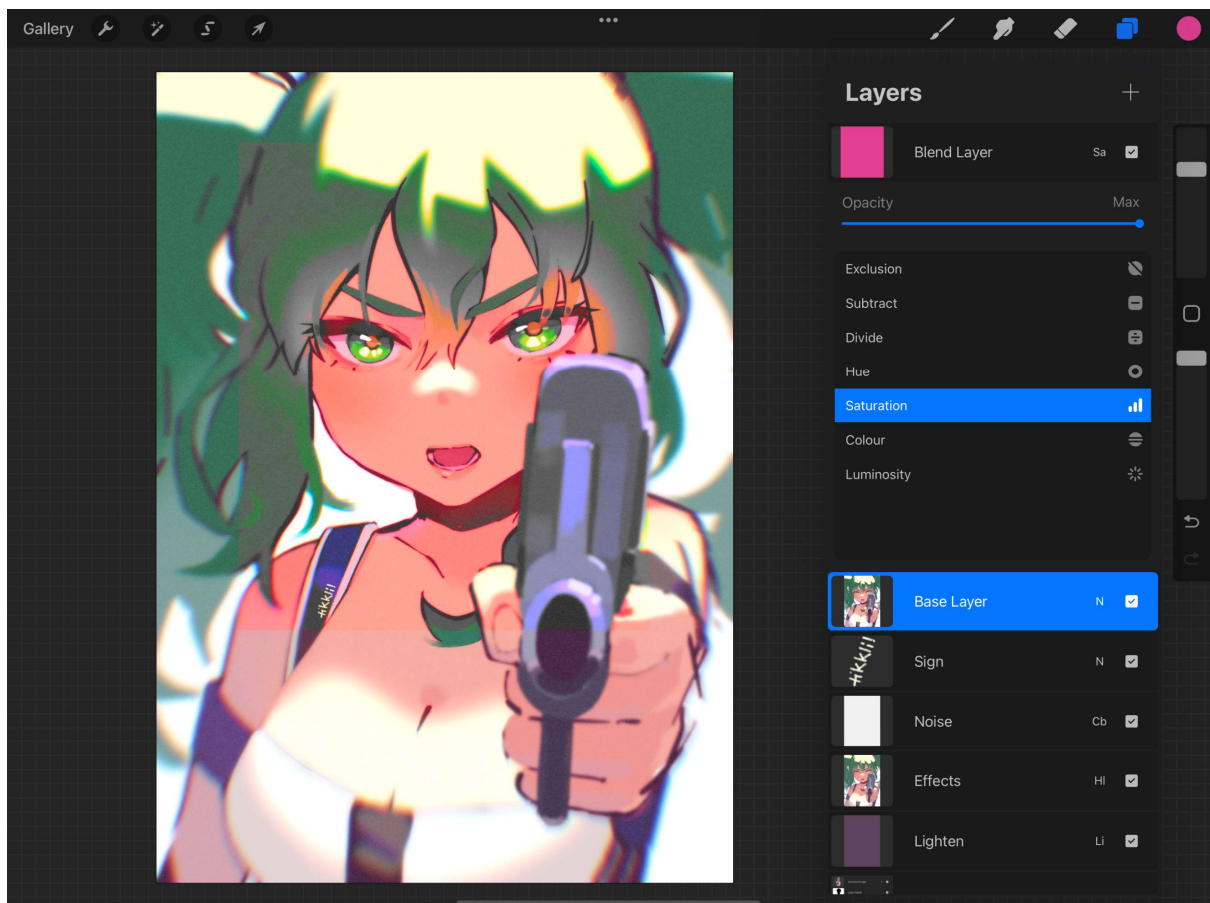 Gallery
Layers
Blend Layer Sa
Opacity Max
Exclusion
Subtract
Divide
Hue
Saturation
Colour
Luminosity
Base Layer N
Sign N
Noise Cb
Effects Hl
Lighten Li